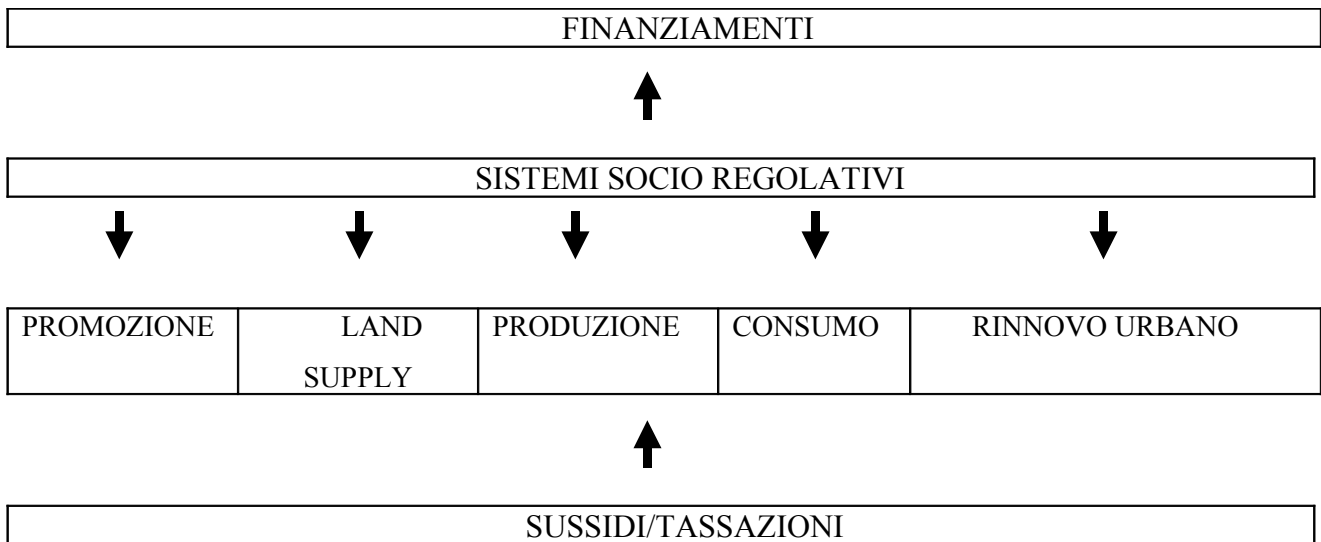 FINANZIAMENTI
SISTEMI SOCIO REGOLATIVI
PROMOZIONE
LAND
SUPPLY
PRODUZIONE
CONSUMO
RINNOVO URBANO
SUSSIDI/TASSAZIONI